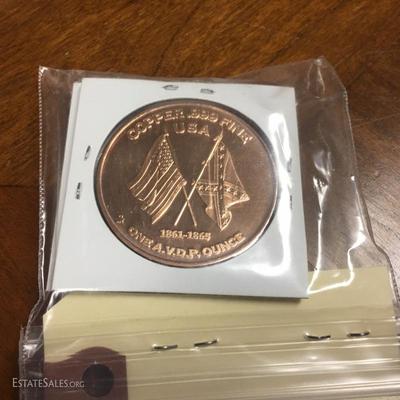 COPPER .999 FINE
USA
1861-1865
ONE A.V.D.P. OUNCE
ESTATESALES.ORG